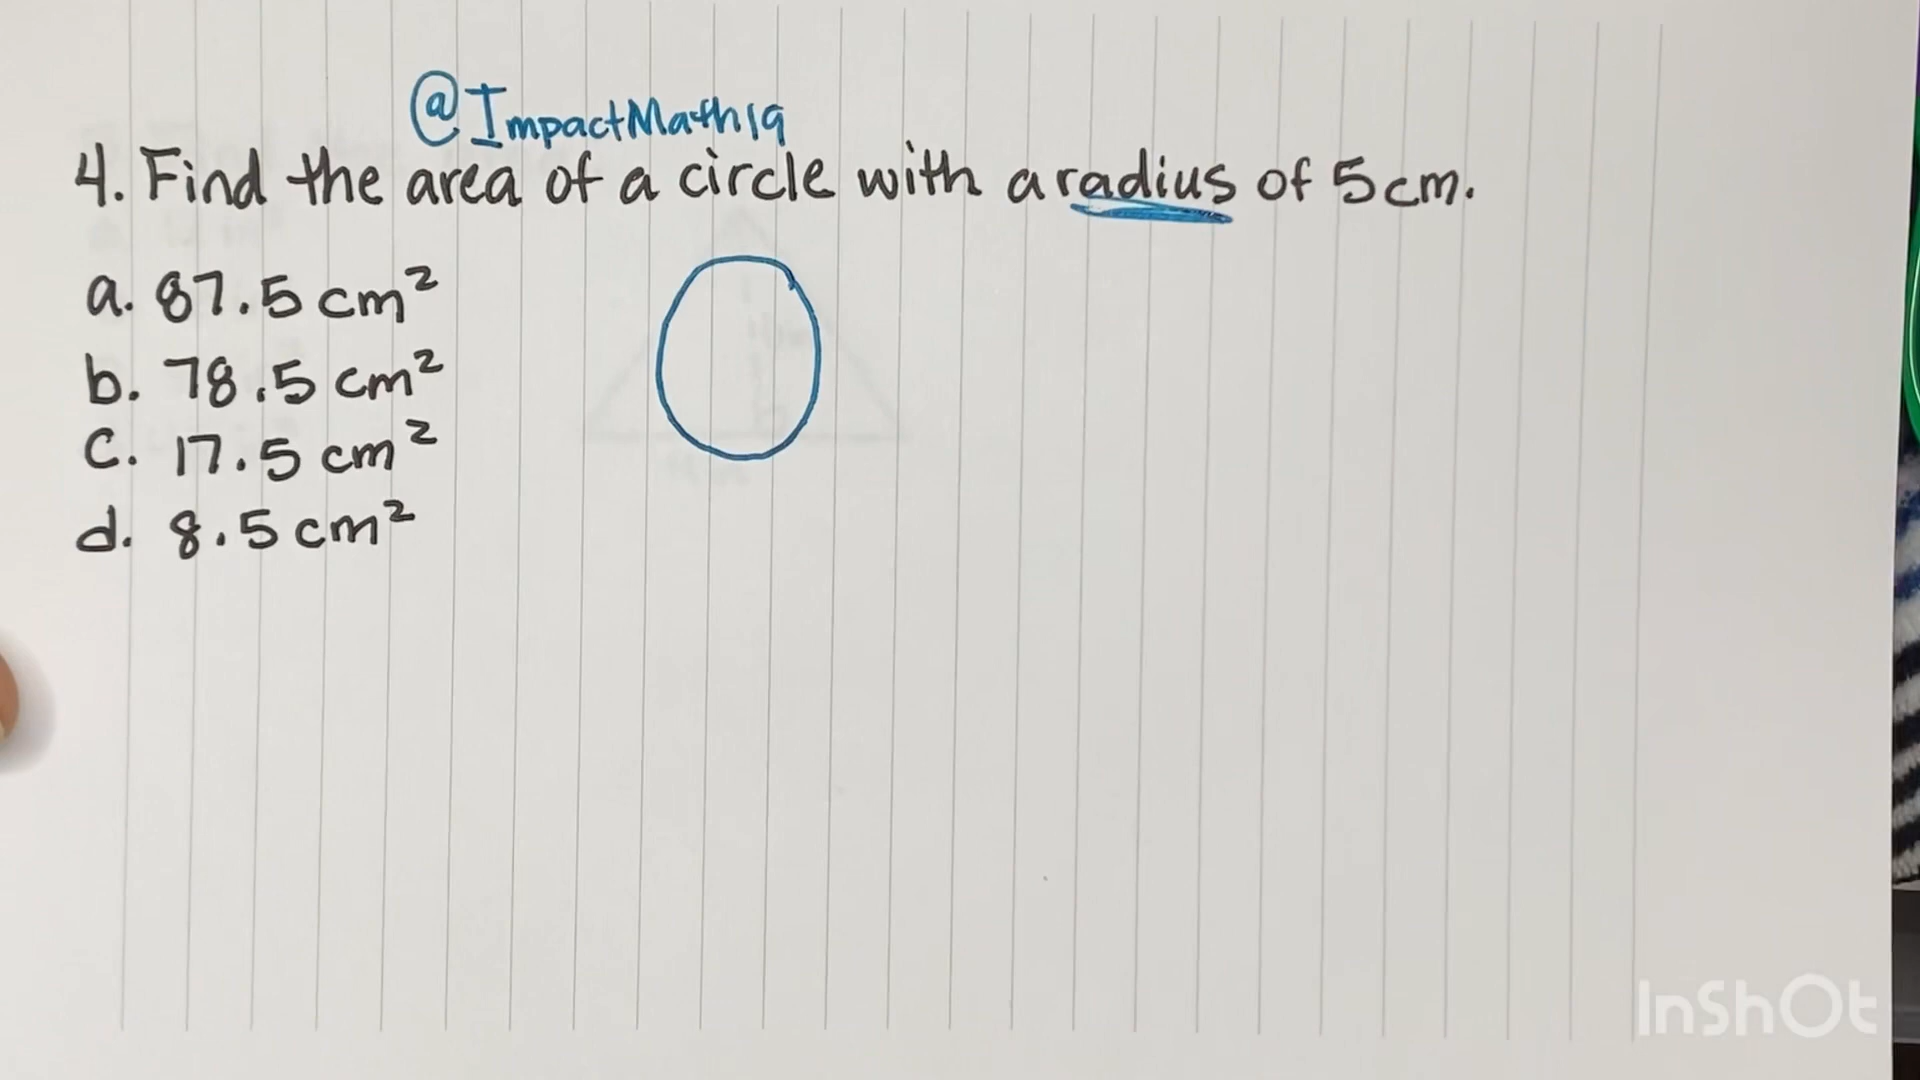 @ImpactMath19
4. Find the area of a circle with a radius of 5cm.
a. 87.5 cm²
b. 78.5 cm²
c. 17.5 cm²
d. 8.5 cm²
InShOt